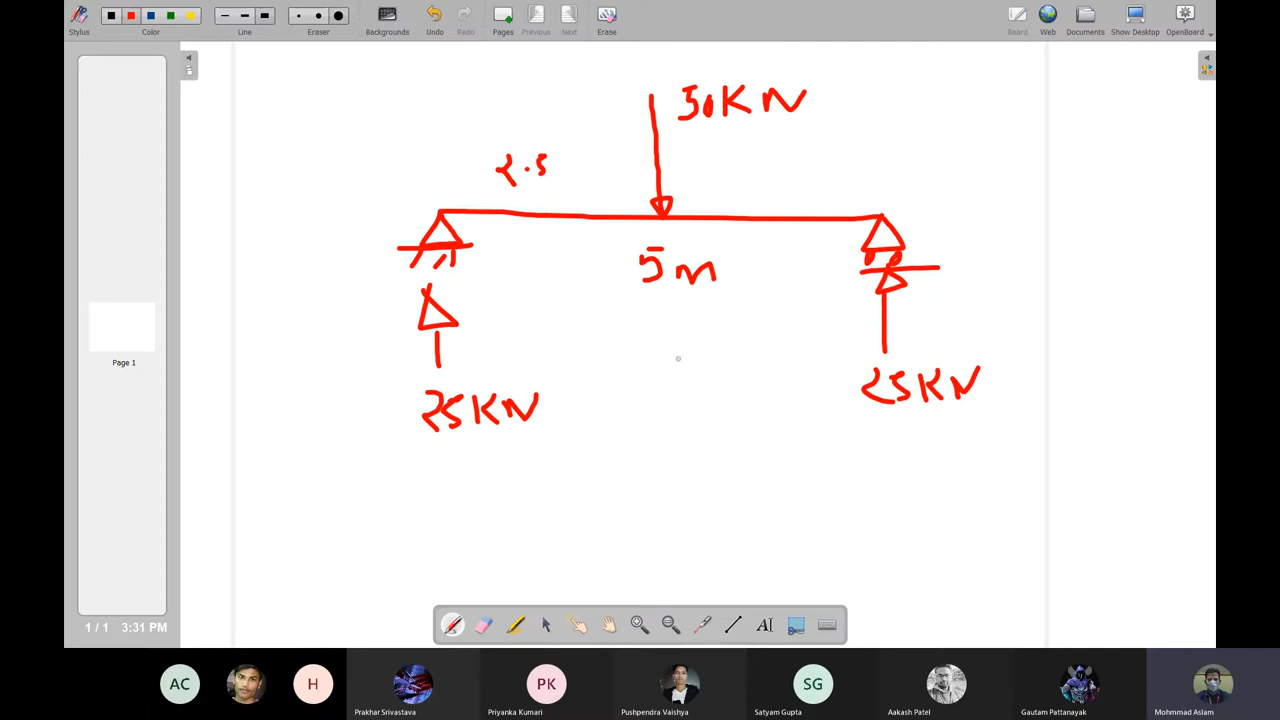 Stylus
Color
Line
Eraser
Backgrounds
Undo
Redo
Pages
Previous
Next
Erase
Board
Web
Documents
Show Desktop
OpenBoard
50KN
2.5
5m
25KN
25KN
Page 1
1 / 1 3:31 PM
AC
H
PK
SG
Prakhar Srivastava
Priyanka Kumari
Pushpendra Vaishya
Satyam Gupta
Aakash Patel
Gautam Pattanayak
Mohmmad Aslam